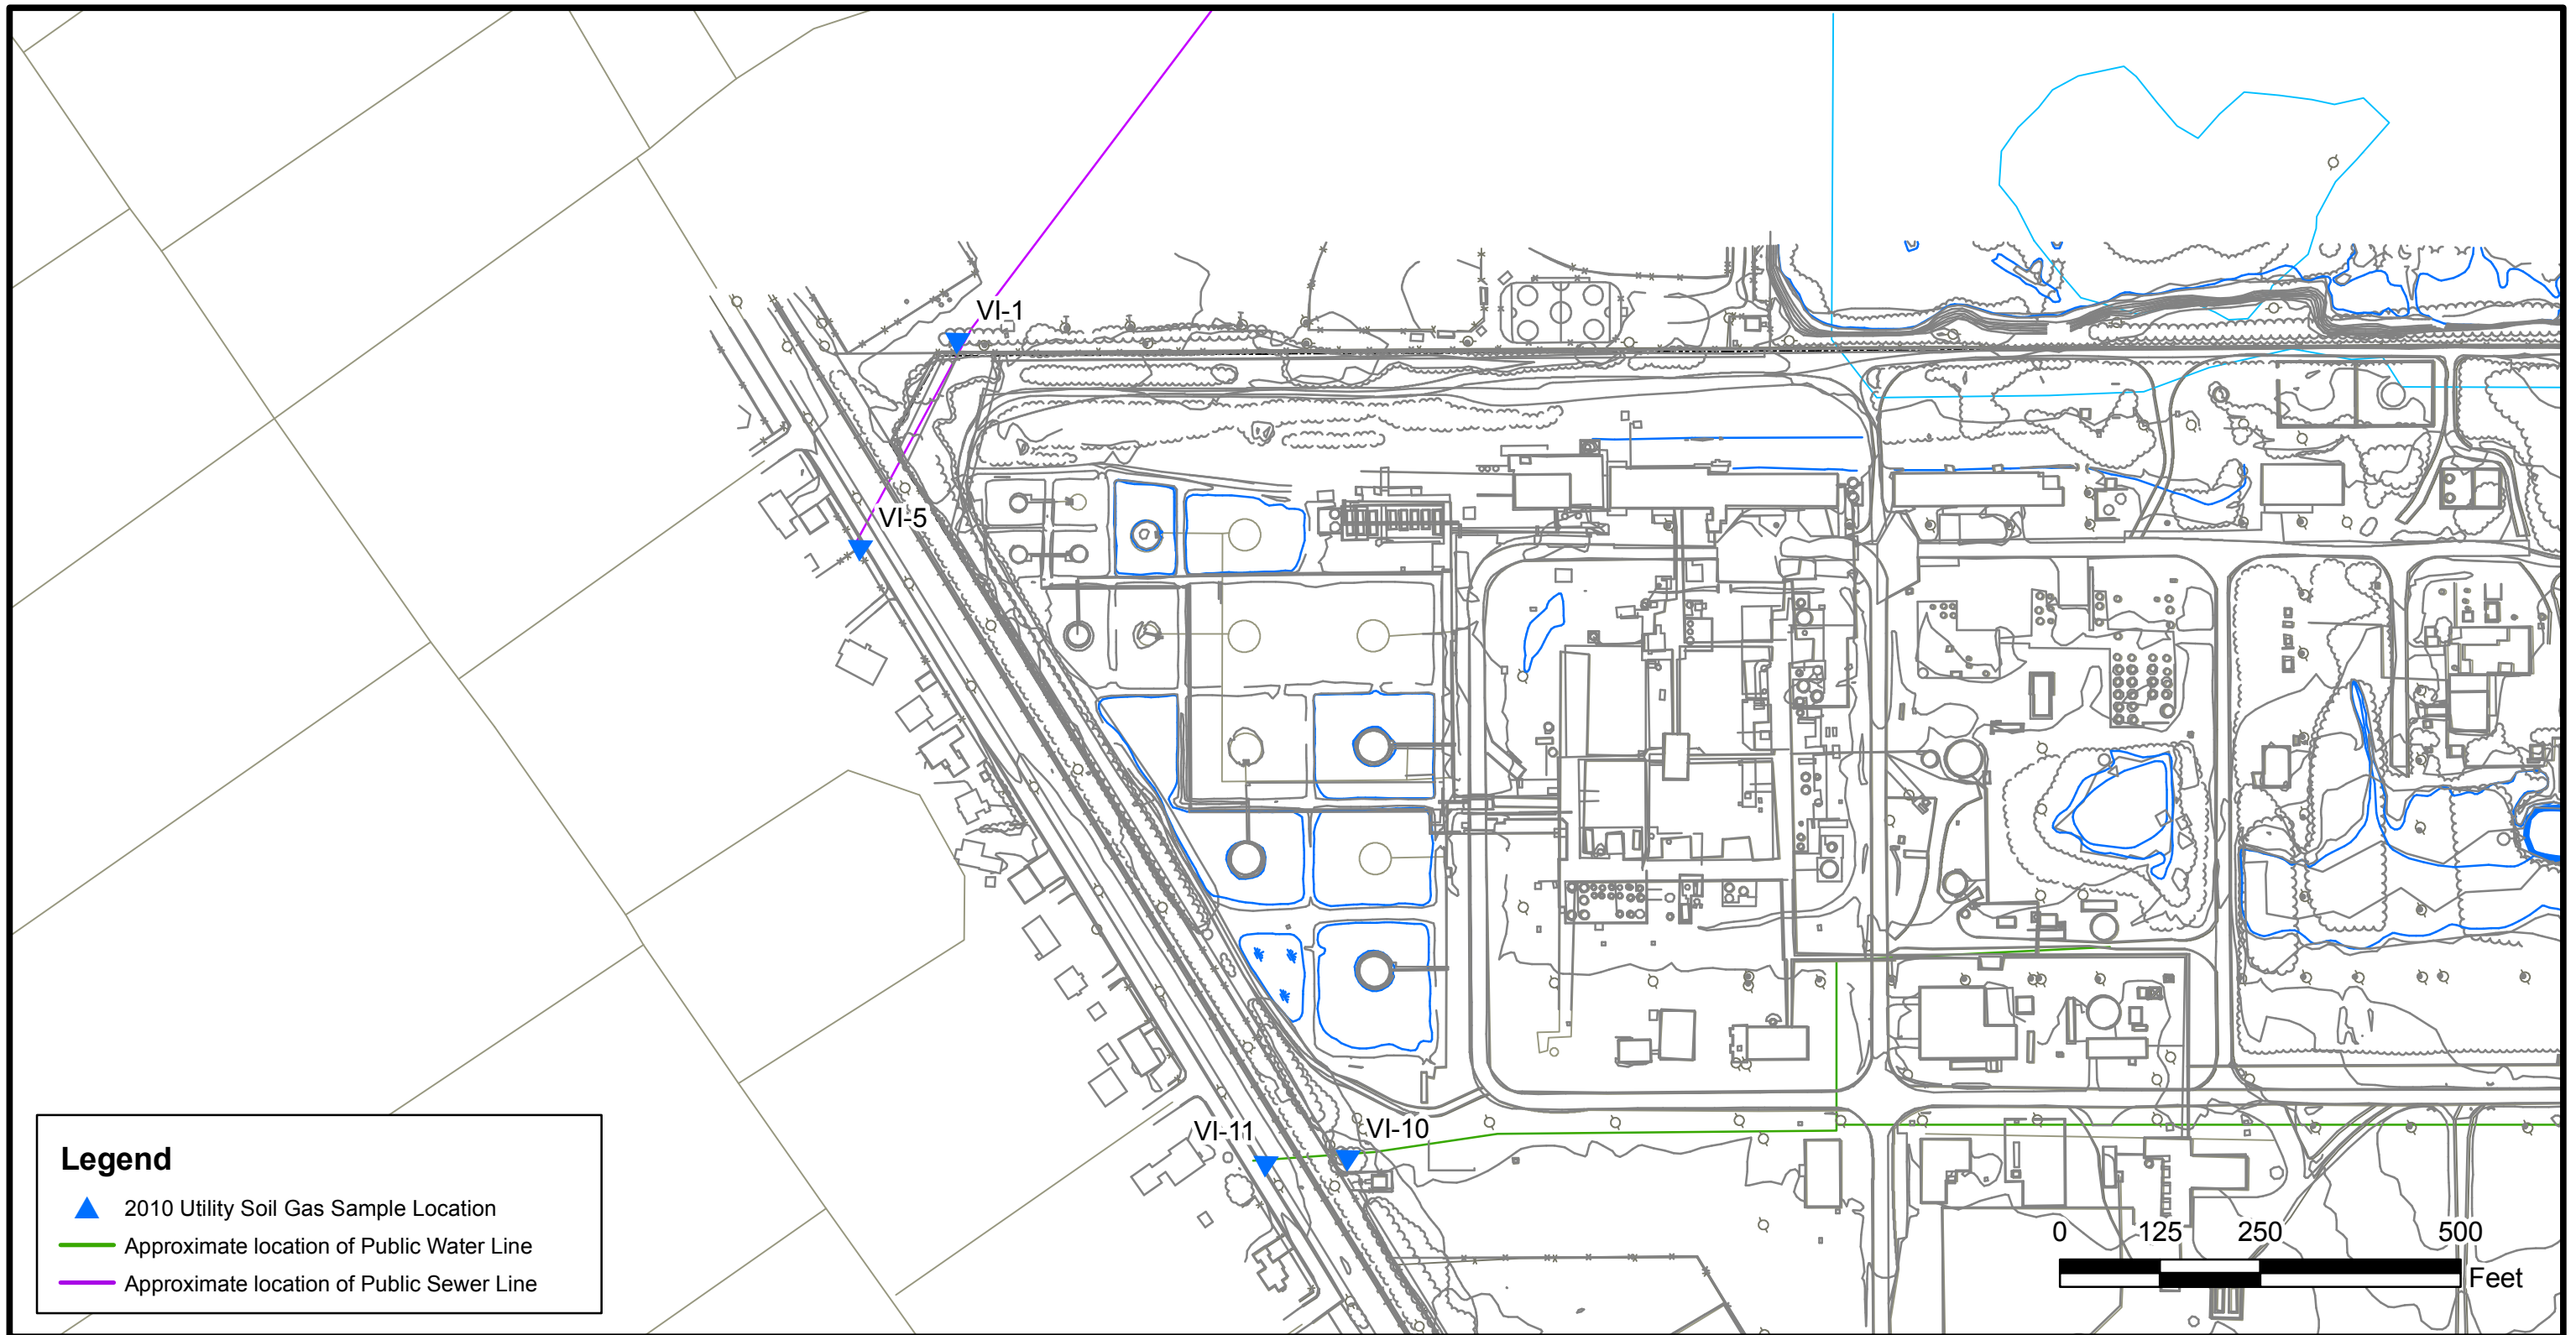 VI-1
VI-5
VI-11
VI-10
Legend
2010 Utility Soil Gas Sample Location
Approximate location of Public Water Line
Approximate location of Public Sewer Line
0 125 250 500
Feet